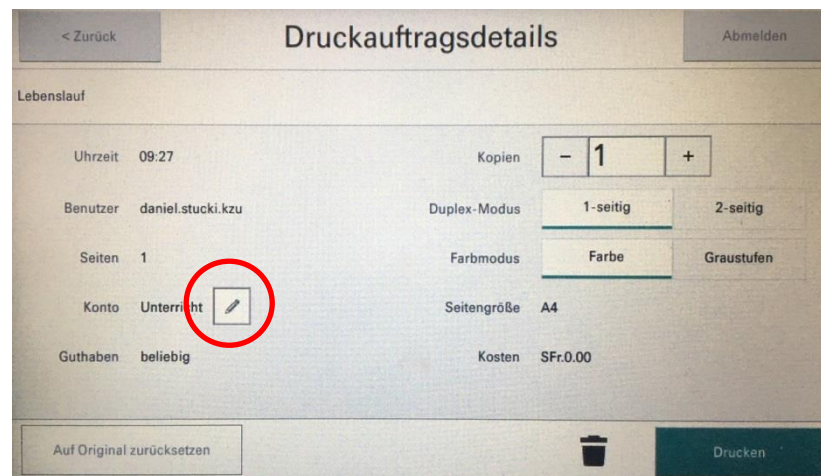 < Zurück
Druckauftragsdetails
Abmelden
Lebenslauf
Uhrzeit 09:27
Kopien - 1 +
Benutzer daniel.stucki.kzu
Duplex-Modus 1-seitig 2-seitig
Seiten 1
Farbmodus Farbe Graustufen
Konto Unterricht
Seitengröße A4
Guthaben beliebig
Kosten SFr.0.00
Auf Original zurücksetzen
Drucken